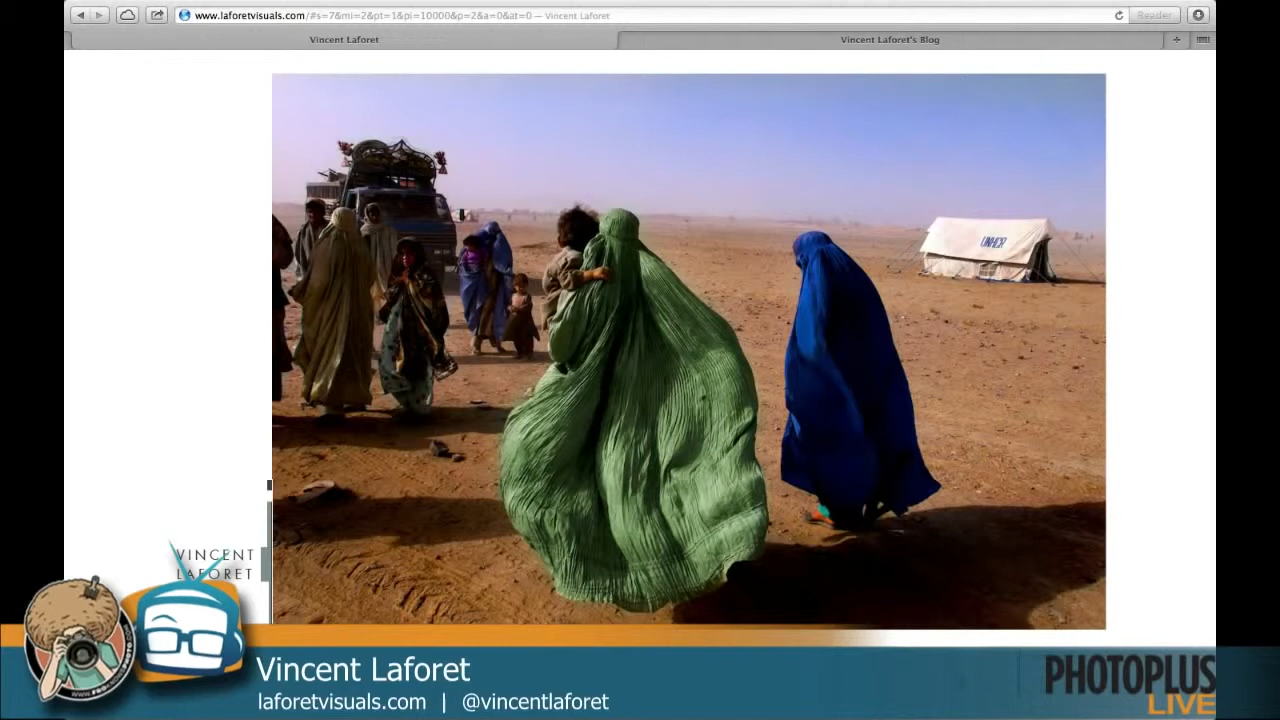 www.laforetvisuals.com/#s=7&mi=2&pt=1&pi=10000&p=2&a=0&at=0 — Vincent Laforet
Reader
Vincent Laforet
Vincent Laforet's Blog
UNHCR
VINCENT
LAFORET
Vincent Laforet
laforetvisuals.com | @vincentlaforet
PHOTOPLUS
LIVE